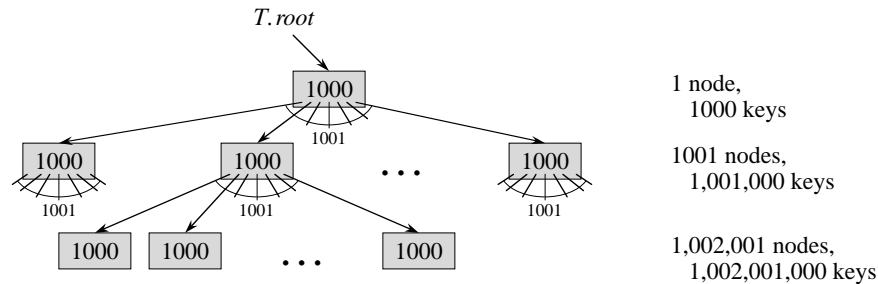 T.root
1000
1 node,
1000 keys
1001
1000 1000 ... 1000
1001 nodes,
1,001,000 keys
1001 1001 1001
1000 1000 ... 1000
1,002,001 nodes,
1,002,001,000 keys